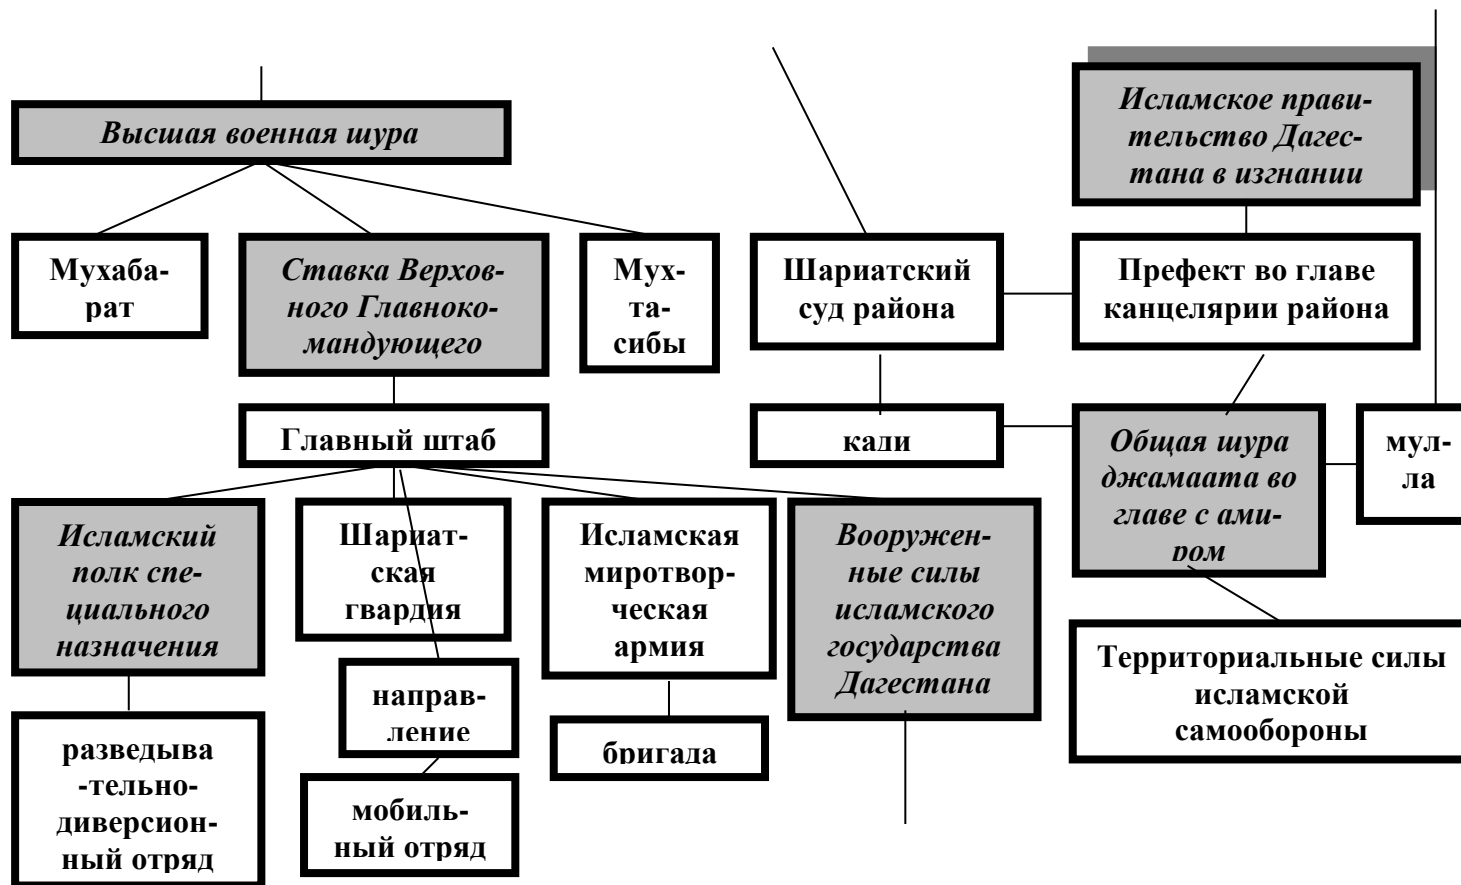 Высшая военная шура
Исламское прави-
тельство Дагес-
тана в изгнании
Мухаба-
рат
Ставка Верхов-
ного Главноко-
мандующего
Мух-
та-
сибы
Шариатский
суд района
Префект во главе
канцелярии района
Главный штаб
кади
Общая шура
джамаата во
главе с ами-
ром
мул-
ла
Исламский
полк спе-
циального
назначения
Шариат-
ская
гвардия
Исламская
миротвор-
ческая
армия
Вооружен-
ные силы
исламского
государства
Дагестана
Территориальные силы
исламской
самообороны
направ-
ление
бригада
разведыва
-тельно-
диверсион-
ный отряд
мобиль-
ный отряд